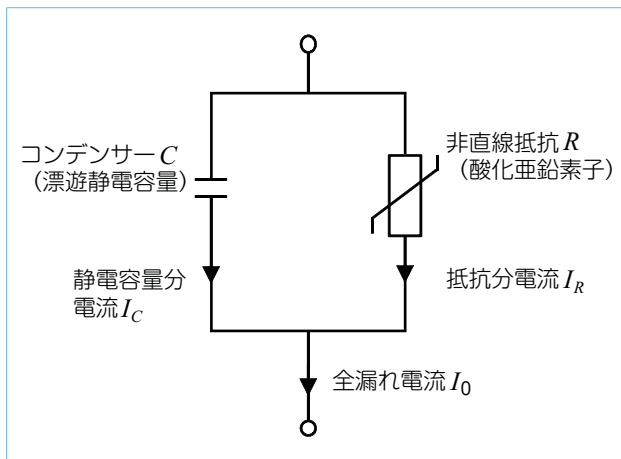 コンデンサーC
（漂遊静電容量）
非直線抵抗R
（酸化亜鉛素子）
静電容量分
電流I_C
抵抗分電流I_R
全漏れ電流I_0